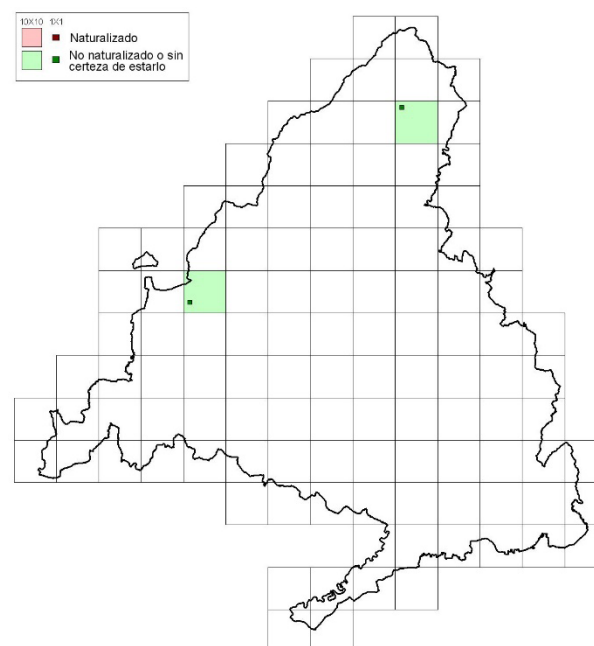 10X10 1X1
Naturalizado
No naturalizado o sin
certeza de estarlo